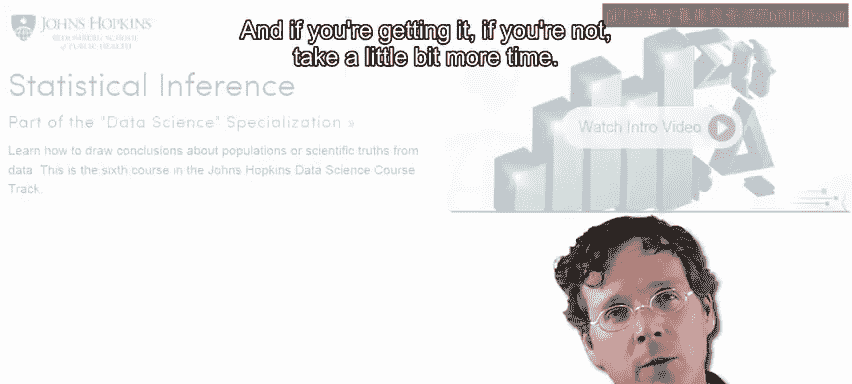 And if you're getting it, if you're not,
take a little bit more time.
JOHNS HOPKINS
BLOOMBERG SCHOOL
of PUBLIC HEALTH
Statistical Inference
Part of the "Data Science" Specialization »
Learn how to draw conclusions about populations or scientific truths from
data. This is the sixth course in the Johns Hopkins Data Science Course
Track.
Watch Intro Video